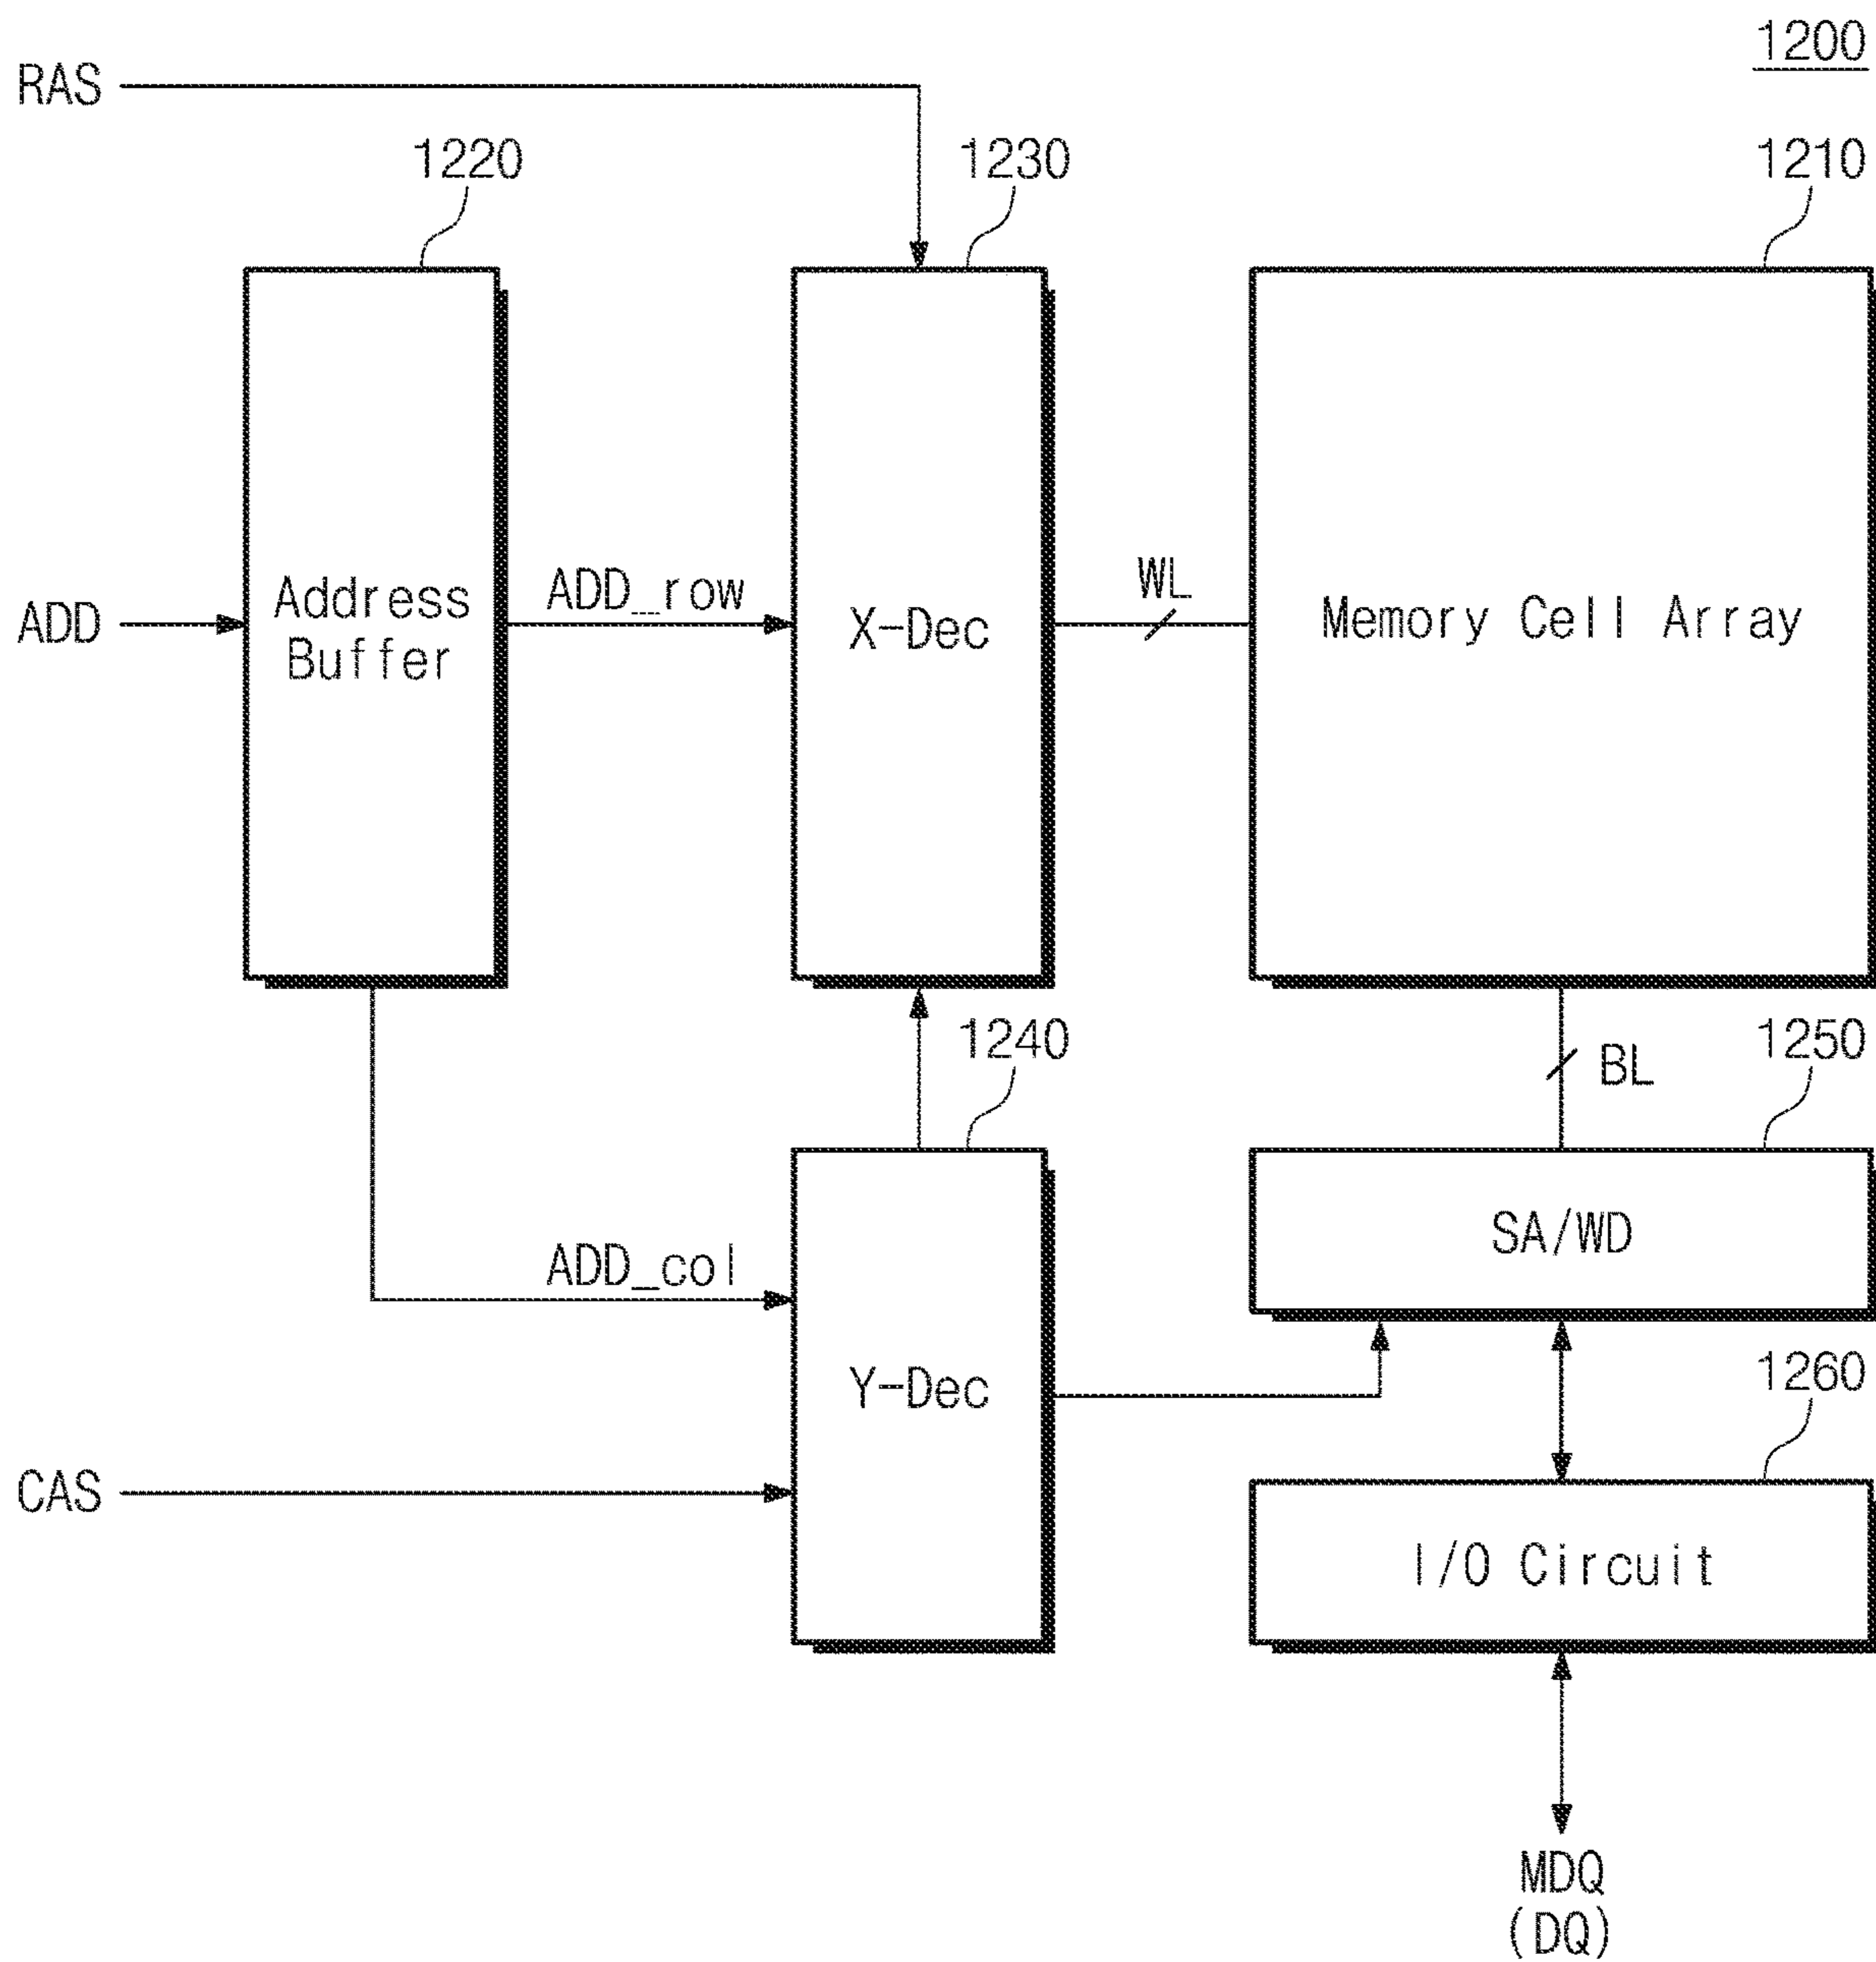 1200
RAS
1220
1230
1210
ADD
Address
Buffer
ADD_row
X-Dec
WL
Memory Cell Array
1240
1250
BL
SA/WD
ADD_col
Y-Dec
1260
CAS
I/O Circuit
MDQ
(DQ)